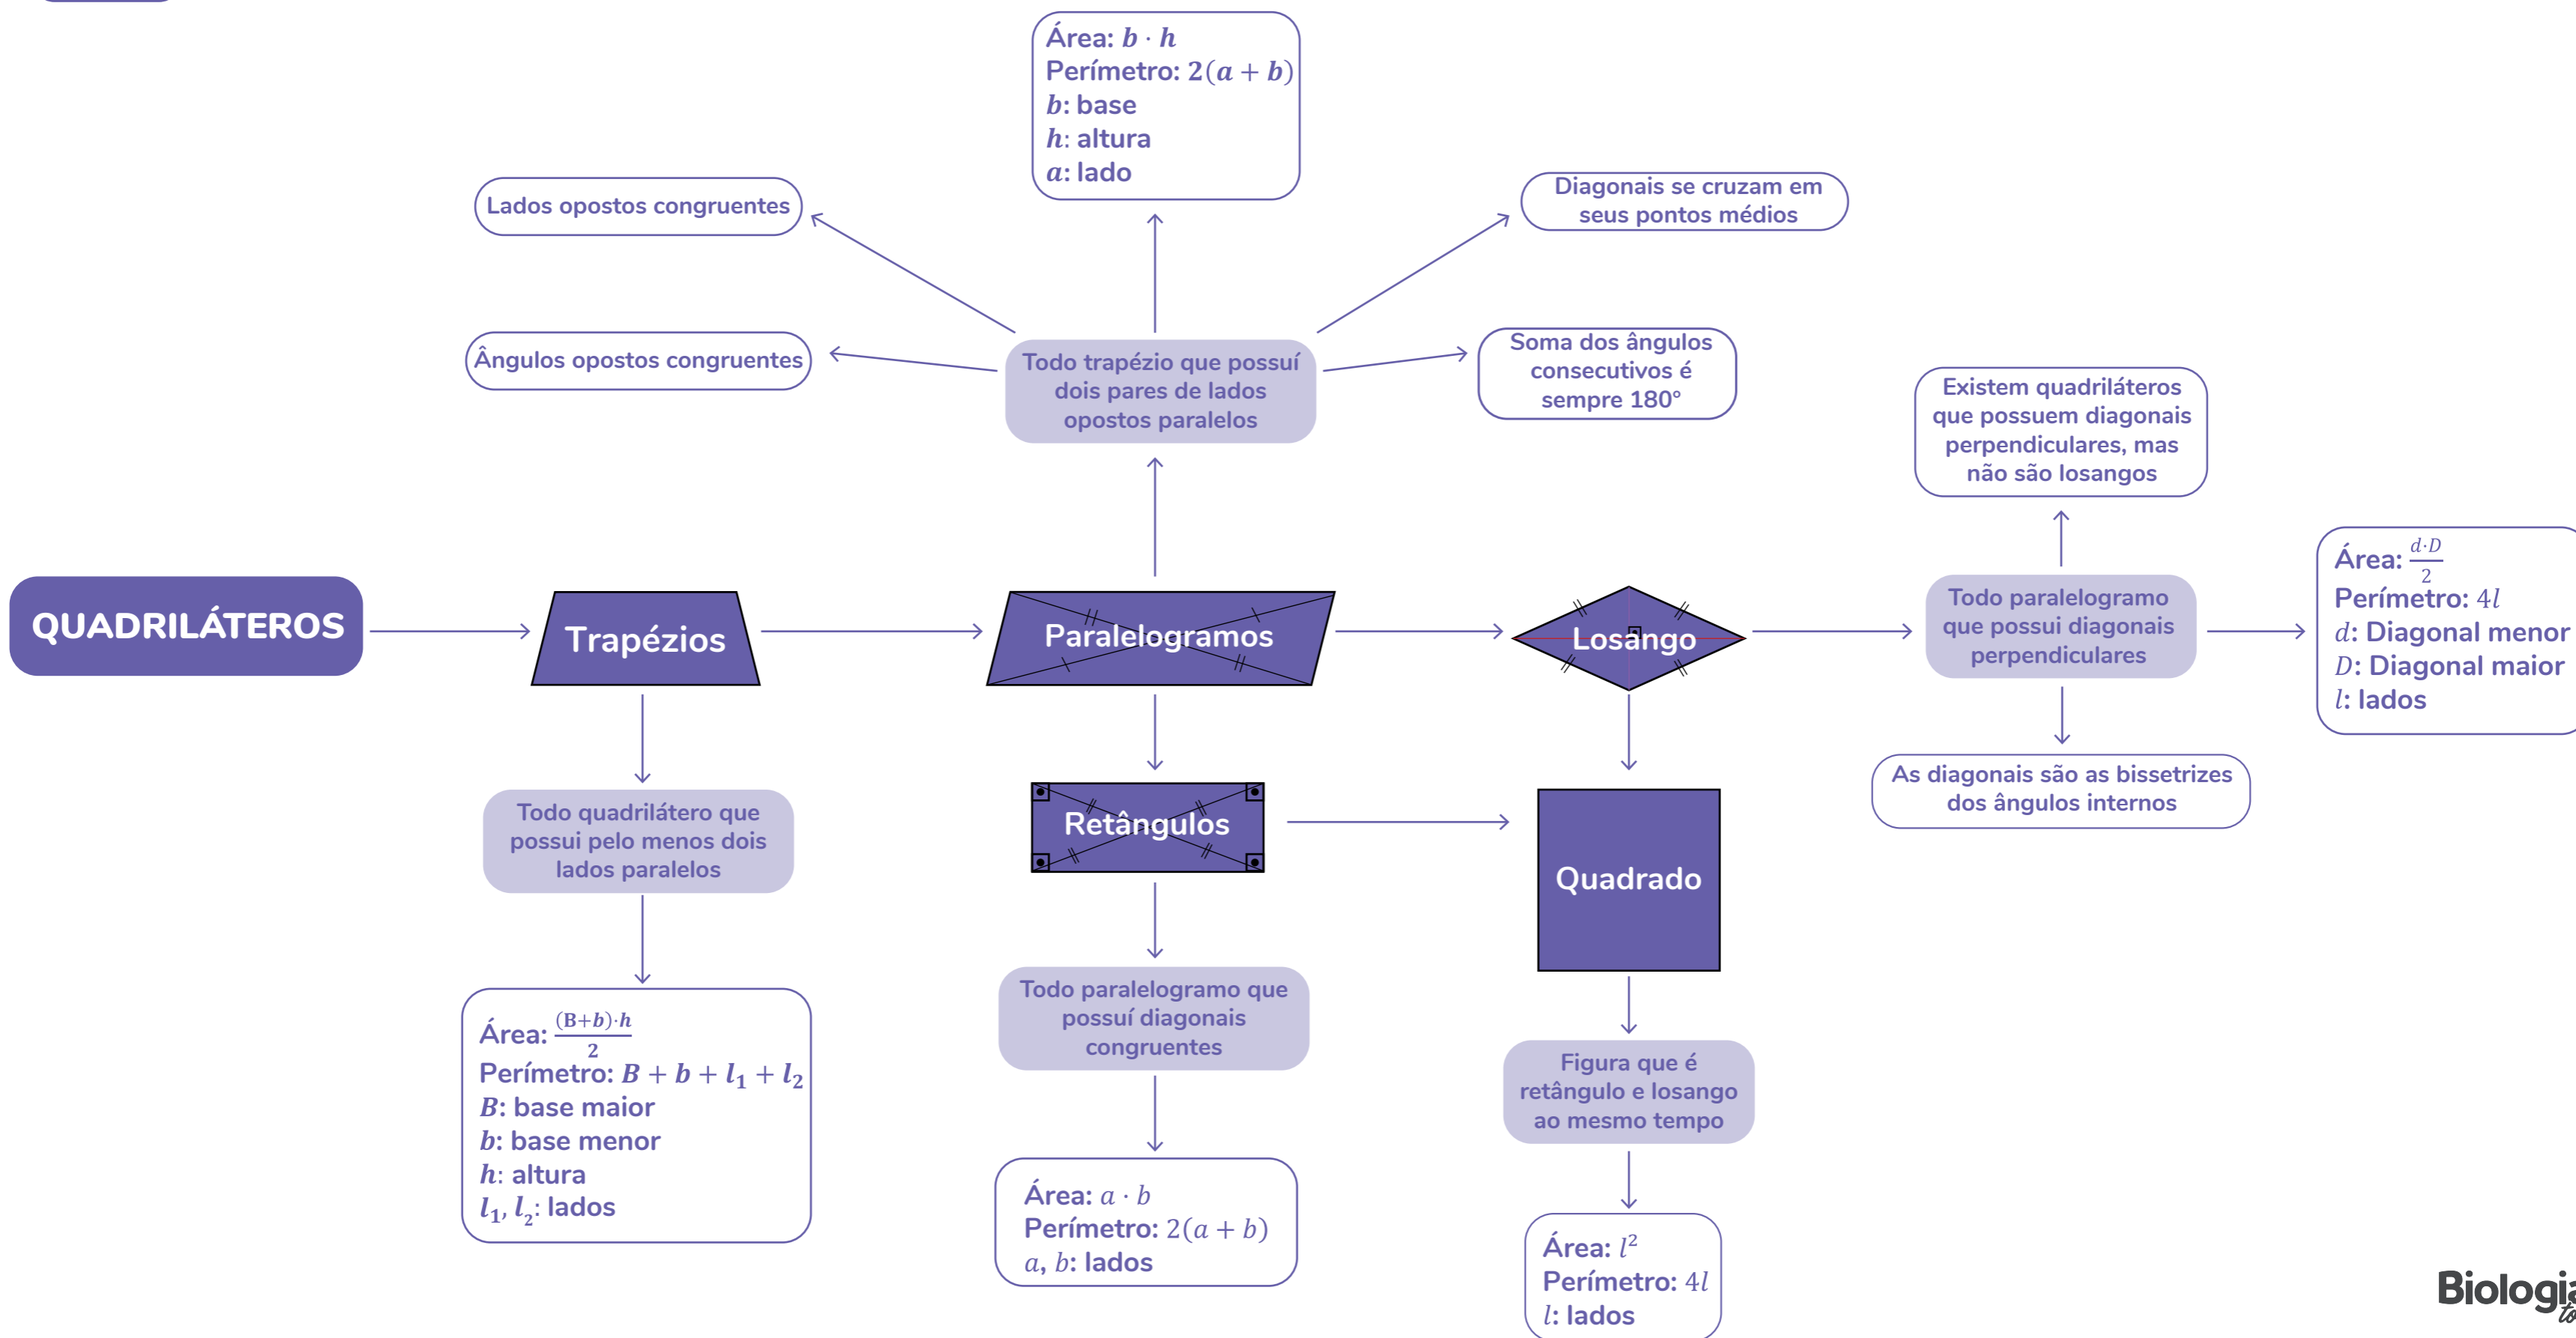 Área: b · h
Perímetro: 2(a + b)
b: base
h: altura
a: lado
Lados opostos congruentes
Diagonais se cruzam em
seus pontos médios
Ângulos opostos congruentes
Todo trapézio que possuí
dois pares de lados
opostos paralelos
Soma dos ângulos
consecutivos é
sempre 180°
Existem quadriláteros
que possuem diagonais
perpendiculares, mas
não são losangos
QUADRILÁTEROS
Trapézios
Paralelogramos
Losango
Todo paralelogramo
que possui diagonais
perpendiculares
Área: d·D/2
Perímetro: 4l
d: Diagonal menor
D: Diagonal maior
l: lados
As diagonais são as bissetrizes
dos ângulos internos
Todo quadrilátero que
possui pelo menos dois
lados paralelos
Retângulos
Quadrado
Todo paralelogramo que
possuí diagonais
congruentes
Figura que é
retângulo e losango
ao mesmo tempo
Área: (B+b)·h/2
Perímetro: B + b + l₁ + l₂
B: base maior
b: base menor
h: altura
l₁, l₂: lados
Área: a · b
Perímetro: 2(a + b)
a, b: lados
Área: l²
Perímetro: 4l
l: lados
Biologia